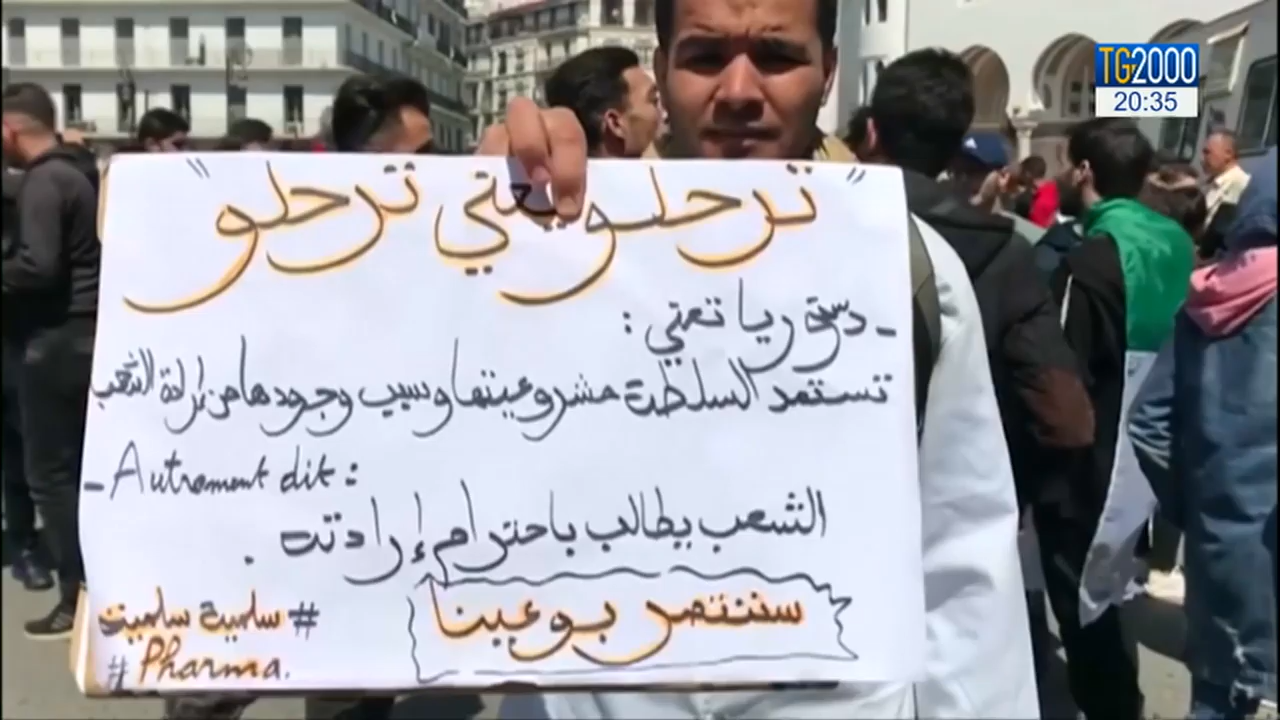 TG2000
20:35
"ترحلو يعني ترحلو"
- دستوريا تعني :
تستمد السلطة مشروعيتها وسبب وجودها من إرادة الشعب
- Autrement dit :
الشعب يطالب باحترام إرادته .
سننتصر بوعينا
# سلمية سلمية
# Pharma.